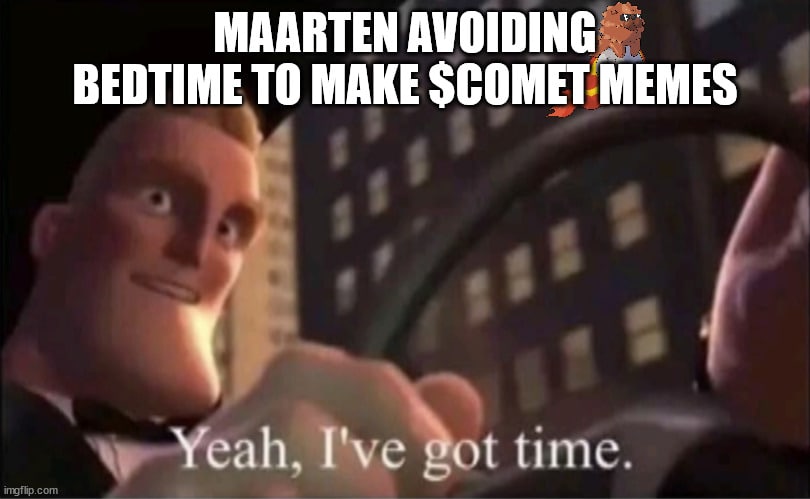 MAARTEN AVOIDING
BEDTIME TO MAKE $COMET MEMES
Yeah, I've got time.
imgflip.com